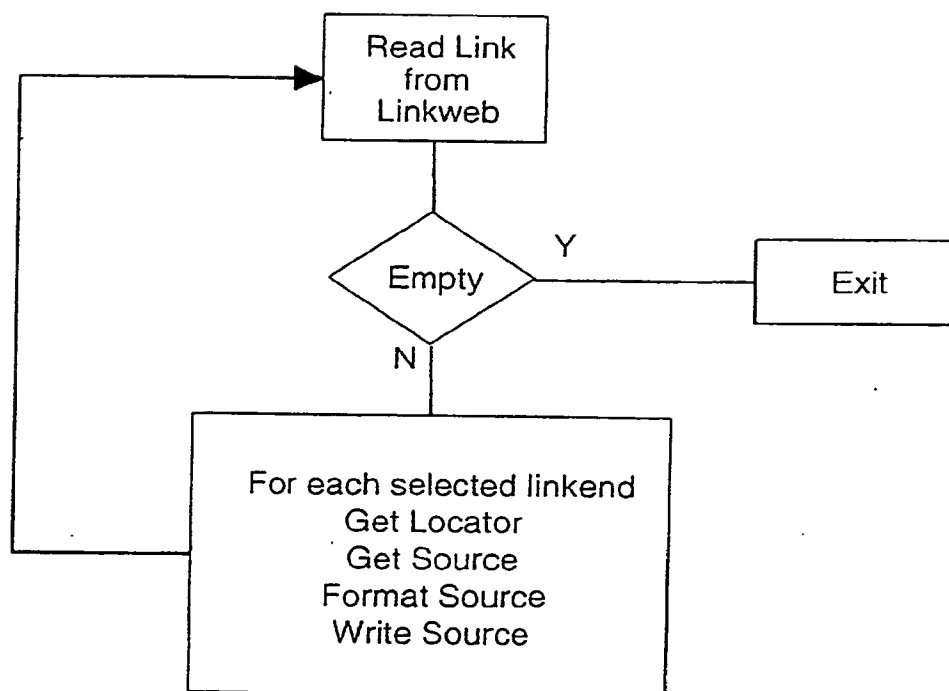 Read Link
from
Linkweb
Empty
Y
Exit
N
For each selected linkend
Get Locator
Get Source
Format Source
Write Source